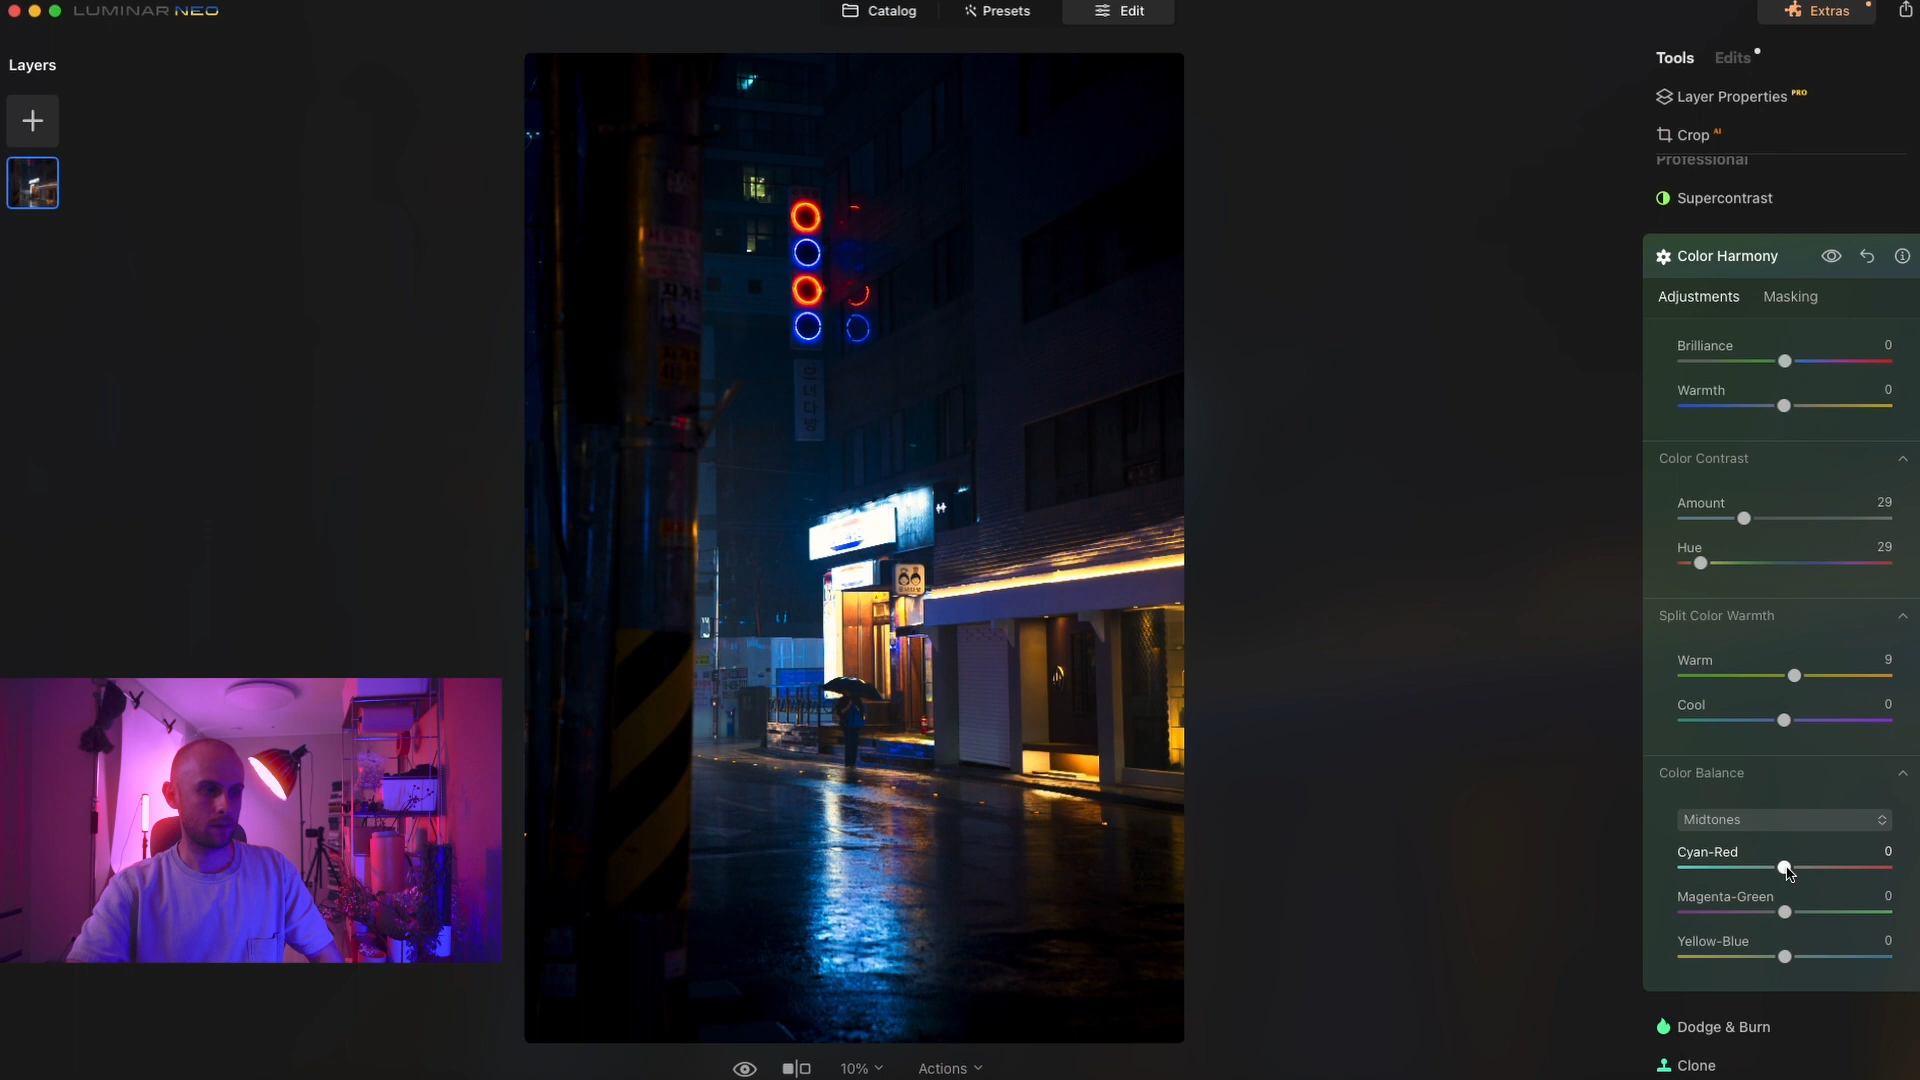 LUMINAR NEO
Catalog
Presets
Edit
Extras
Layers
Tools
Edits
Layer Properties PRO
Crop AI
Professional
Supercontrast
Color Harmony
Adjustments
Masking
Brilliance 0
Warmth 0
Color Contrast
Amount 29
Hue 29
Split Color Warmth
Warm 9
Cool 0
Color Balance
Midtones
Cyan-Red 0
Magenta-Green 0
Yellow-Blue 0
Dodge & Burn
Clone
10%
Actions